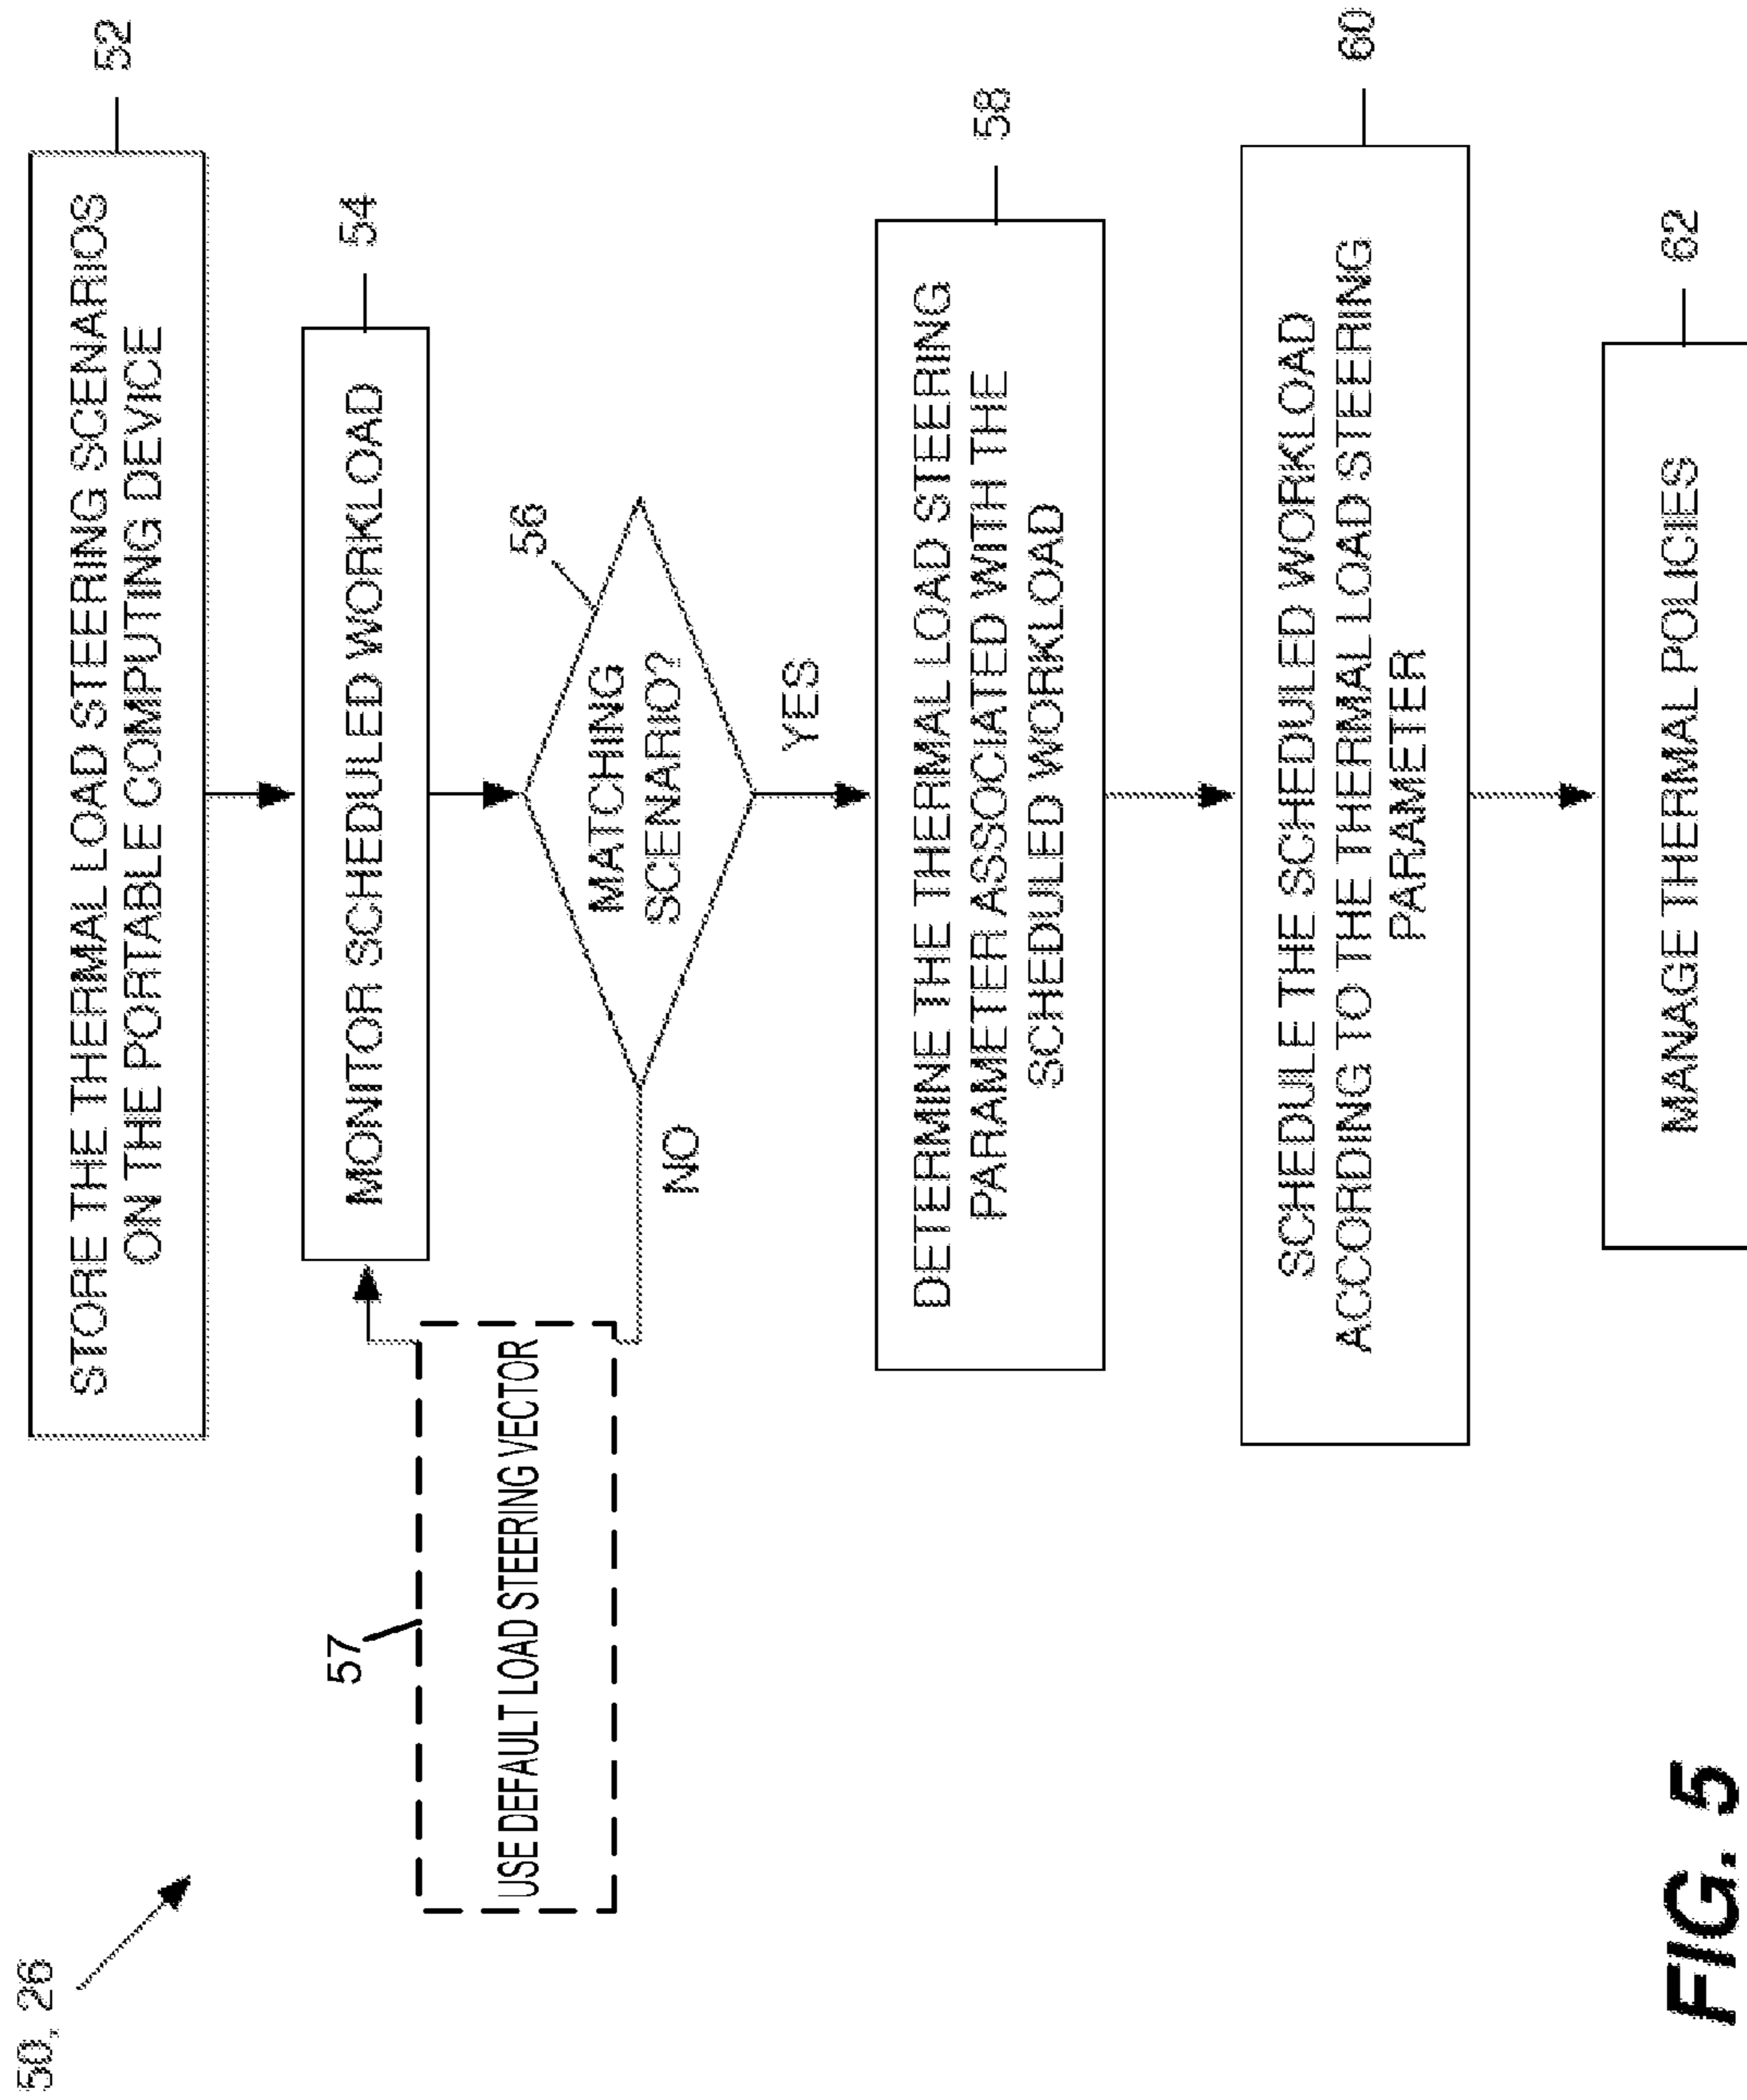 50, 26
STORE THE THERMAL LOAD STEERING SCENARIOS
ON THE PORTABLE COMPUTING DEVICE
52
MONITOR SCHEDULED WORKLOAD
54
MATCHING
SCENARIO?
56
NO
YES
57
USE DEFAULT LOAD STEERING VECTOR
DETERMINE THE THERMAL LOAD STEERING
PARAMETER ASSOCIATED WITH THE
SCHEDULED WORKLOAD
58
SCHEDULE THE SCHEDULED WORKLOAD
ACCORDING TO THE THERMAL LOAD STEERING
PARAMETER
60
MANAGE THERMAL POLICIES
62
FIG. 5